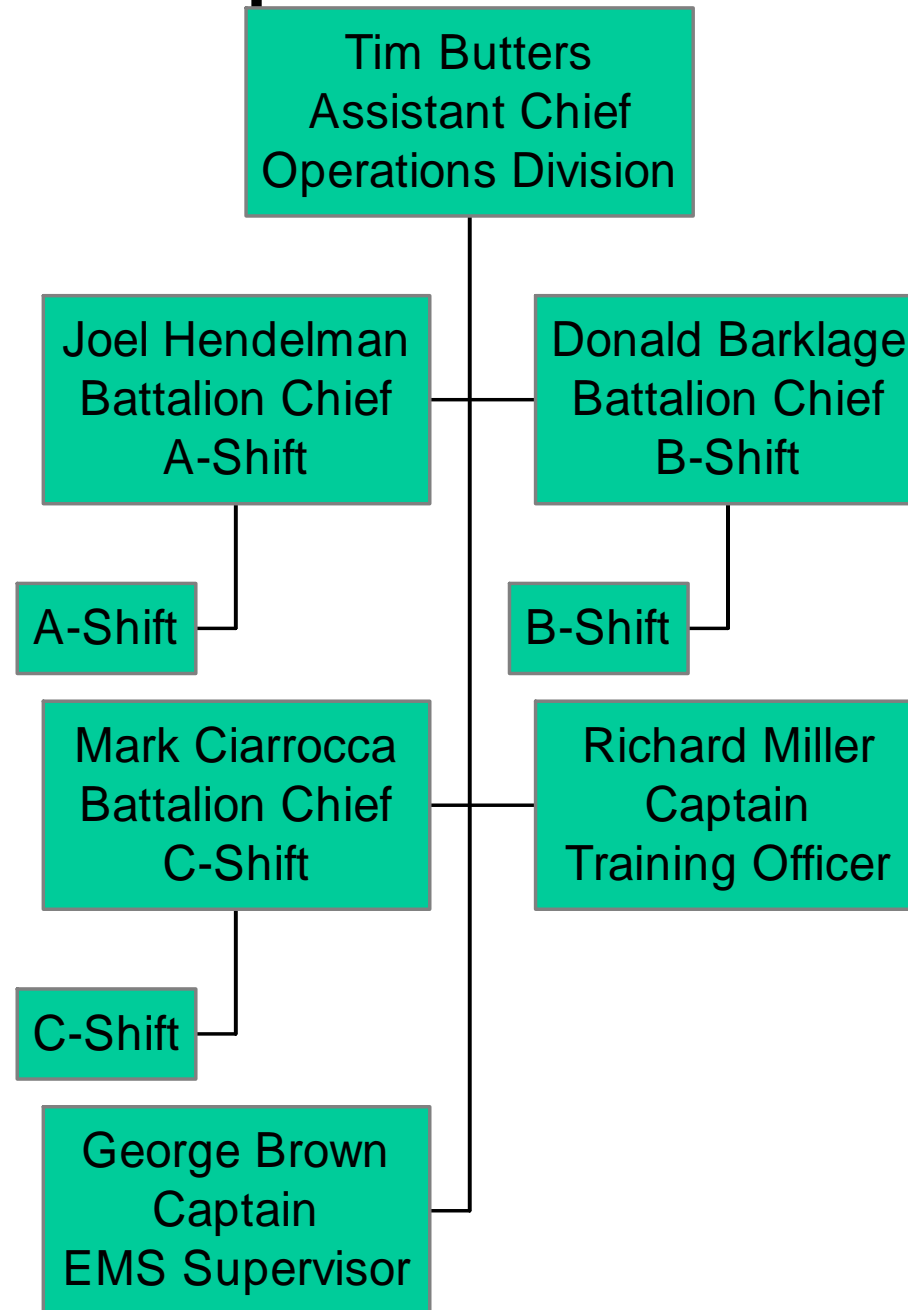 Tim Butters
Assistant Chief
Operations Division
Joel Hendelman
Battalion Chief
A-Shift
Donald Barklage
Battalion Chief
B-Shift
A-Shift
B-Shift
Mark Ciarrocca
Battalion Chief
C-Shift
Richard Miller
Captain
Training Officer
C-Shift
George Brown
Captain
EMS Supervisor